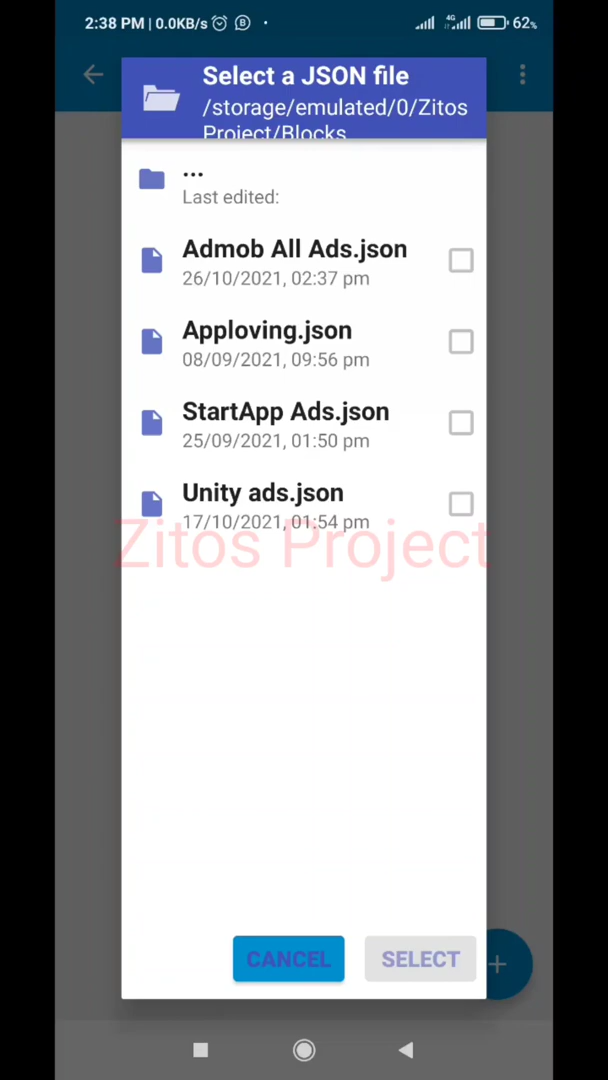 2:38 PM | 0.0KB/s
4G
62%
Select a JSON file
/storage/emulated/0/Zitos
Project/Blocks
...
Last edited:
Admob All Ads.json
26/10/2021, 02:37 pm
Apploving.json
08/09/2021, 09:56 pm
StartApp Ads.json
25/09/2021, 01:50 pm
Unity ads.json
17/10/2021, 01:54 pm
Zitos Project
CANCEL
SELECT